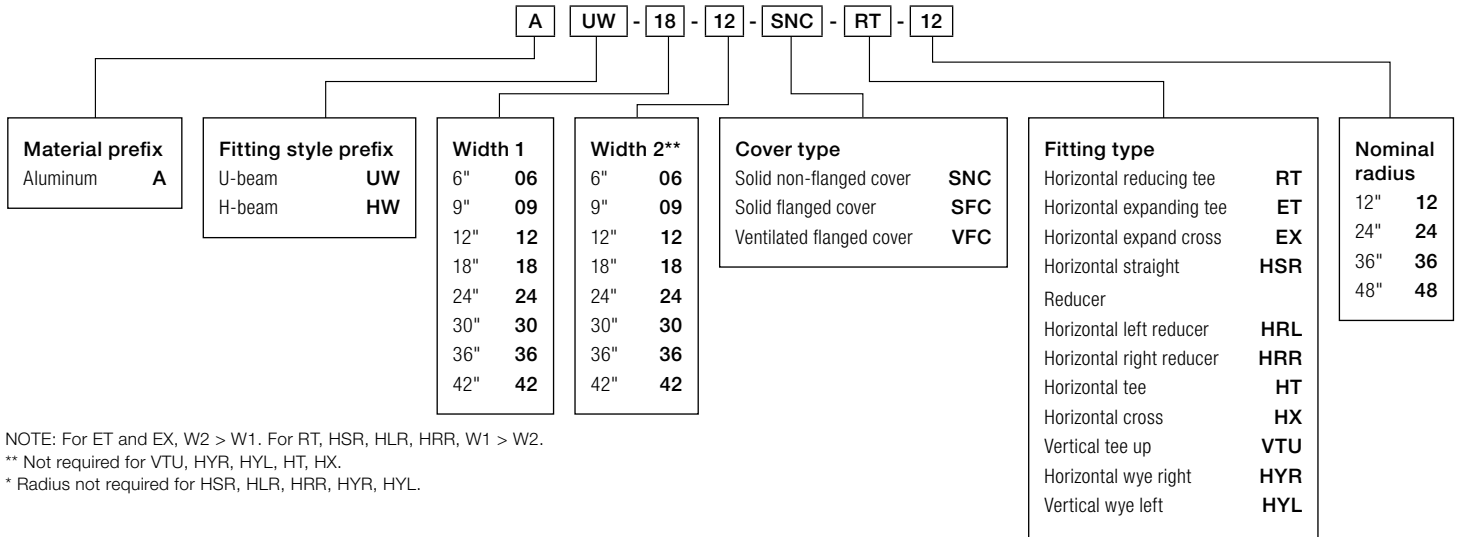 A UW - 18 - 12 - SNC - RT - 12
Material prefix
Aluminum A
Fitting style prefix
U-beam UW
H-beam HW
Width 1
6" 06
9" 09
12" 12
18" 18
24" 24
30" 30
36" 36
42" 42
Width 2**
6" 06
9" 09
12" 12
18" 18
24" 24
30" 30
36" 36
42" 42
Cover type
Solid non-flanged cover SNC
Solid flanged cover SFC
Ventilated flanged cover VFC
Fitting type
Horizontal reducing tee RT
Horizontal expanding tee ET
Horizontal expand cross EX
Horizontal straight HSR
Reducer
Horizontal left reducer HRL
Horizontal right reducer HRR
Horizontal tee HT
Horizontal cross HX
Vertical tee up VTU
Horizontal wye right HYR
Vertical wye left HYL
Nominal
radius
12" 12
24" 24
36" 36
48" 48
NOTE: For ET and EX, W2 > W1. For RT, HSR, HLR, HRR, W1 > W2.
** Not required for VTU, HYR, HYL, HT, HX.
* Radius not required for HSR, HLR, HRR, HYR, HYL.